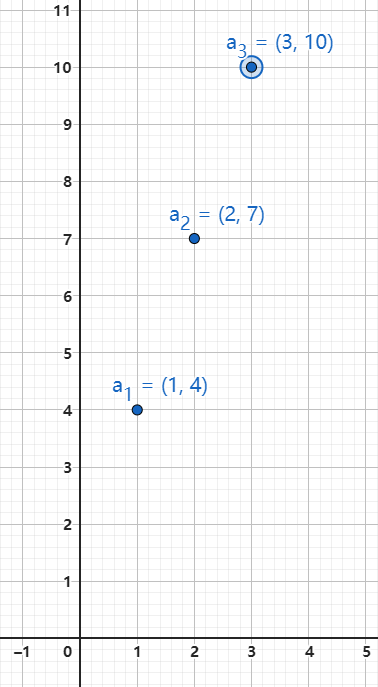 11
a₃ = (3, 10)
10
9
8
a₂ = (2, 7)
7
6
5
a₁ = (1, 4)
4
3
2
1
–1 0 1 2 3 4 5